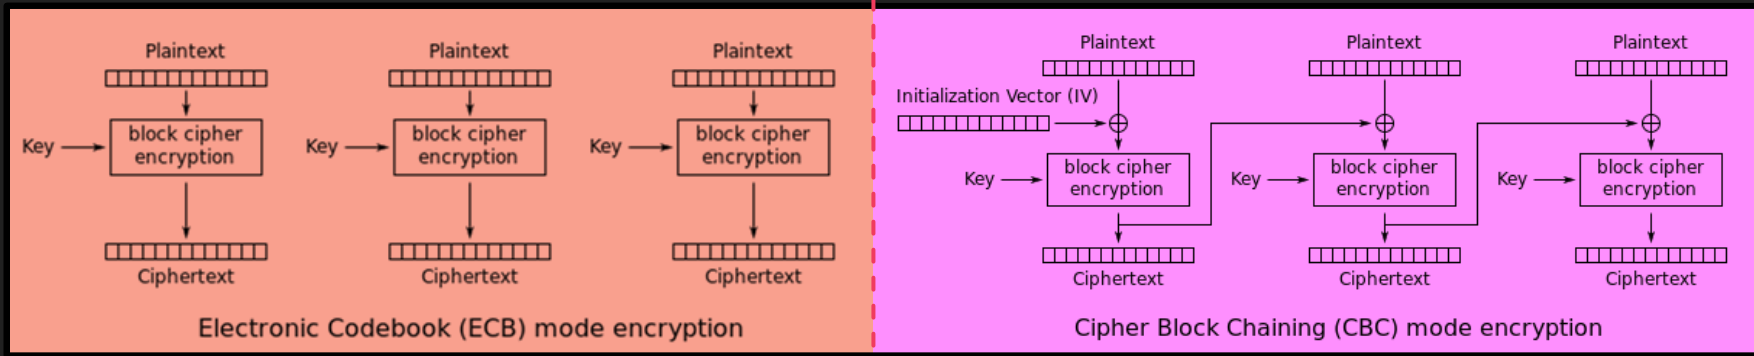 Plaintext
Plaintext
Plaintext
Key
block cipher
encryption
Key
block cipher
encryption
Key
block cipher
encryption
Ciphertext
Ciphertext
Ciphertext
Electronic Codebook (ECB) mode encryption
Plaintext
Plaintext
Plaintext
Initialization Vector (IV)
Key
block cipher
encryption
Key
block cipher
encryption
Key
block cipher
encryption
Ciphertext
Ciphertext
Ciphertext
Cipher Block Chaining (CBC) mode encryption